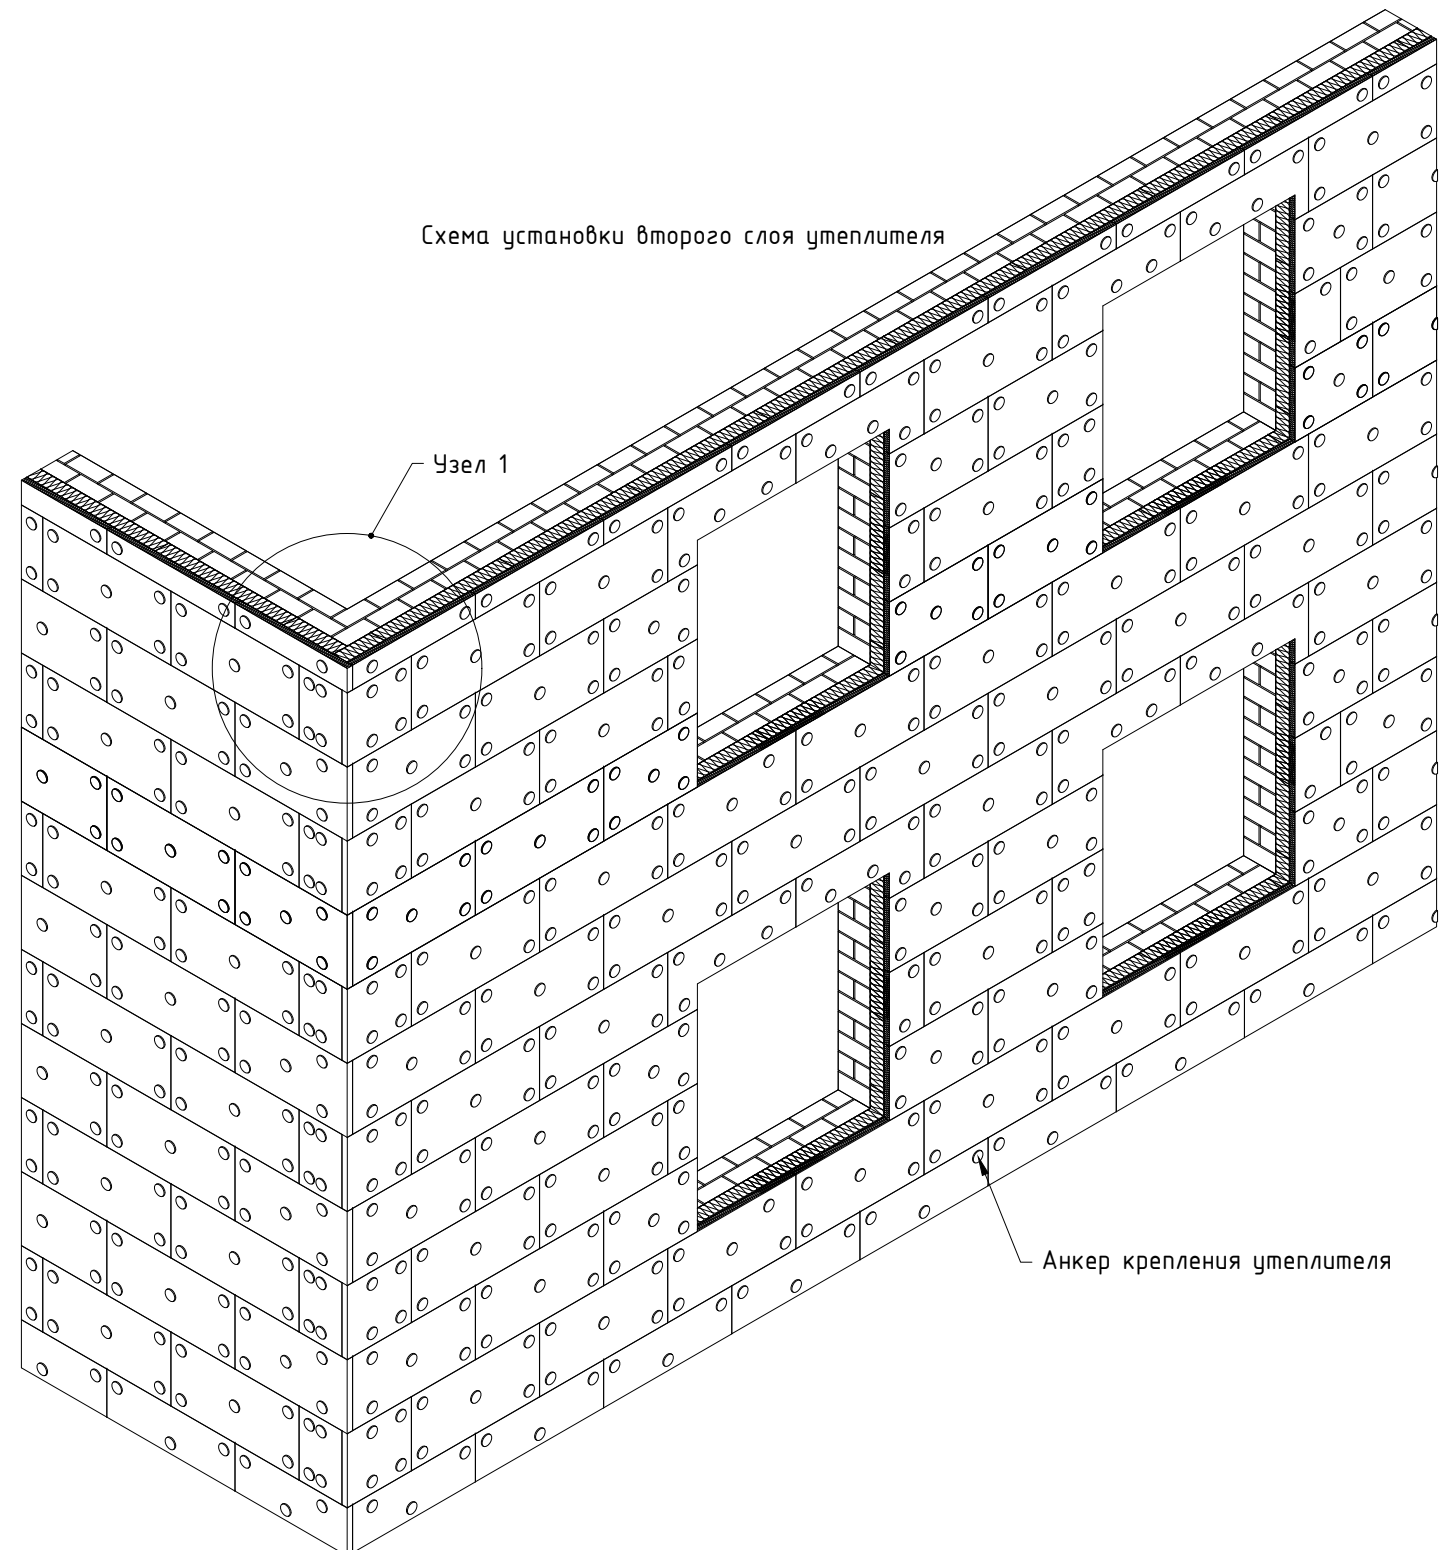 Схема установки второго слоя утеплителя
Узел 1
Анкер крепления утеплителя